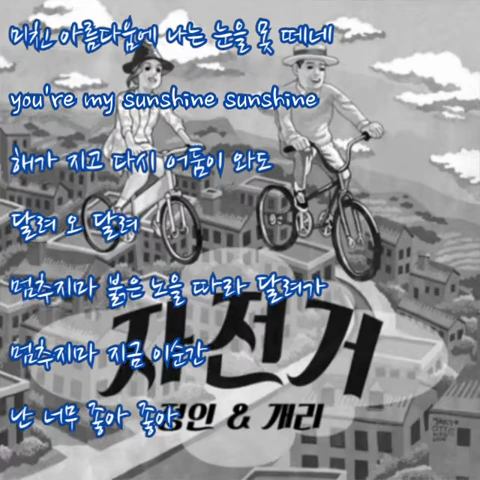 미친 아름다움에 나는 눈을 못 떼네
you're my sunshine sunshine
해가 지고 다시 어둠이 와도
달려 오 달려
멈추지마 붉은 노을 따라 달려가
멈추지마 지금 이순간
자전거
난 너무 좋아 좋아
정인 & 개리